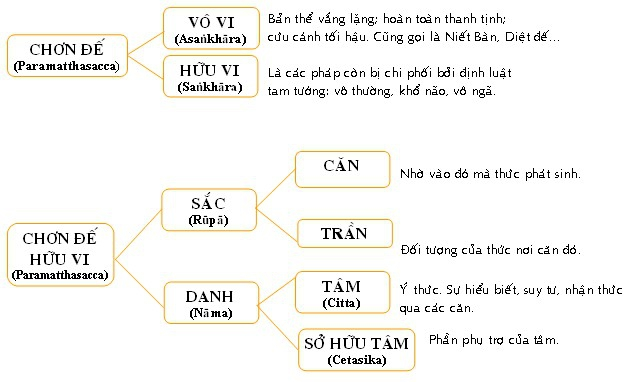 CHƠN ĐẾ
(Paramatthasacca)
VÔ VI
(Asaṅkhāra)
Bản thể vắng lặng; hoàn toàn thanh tịnh;
cứu cánh tối hậu. Cũng gọi là Niết Bàn, Diệt đế...
HỮU VI
(Saṅkhāra)
Là các pháp còn bị chi phối bởi định luật
tam tướng: vô thường, khổ não, vô ngã.
CHƠN ĐẾ
HỮU VI
(Paramatthasacca)
SẮC
(Rūpā)
CĂN
Nhờ vào đó mà thức phát sinh.
TRẦN
Đối tượng của thức nơi căn đó.
DANH
(Nāma)
TÂM
(Citta)
Ý thức. Sự hiểu biết, suy tư, nhận thức
qua các căn.
SỞ HỮU TÂM
(Cetasika)
Phần phụ trợ của tâm.